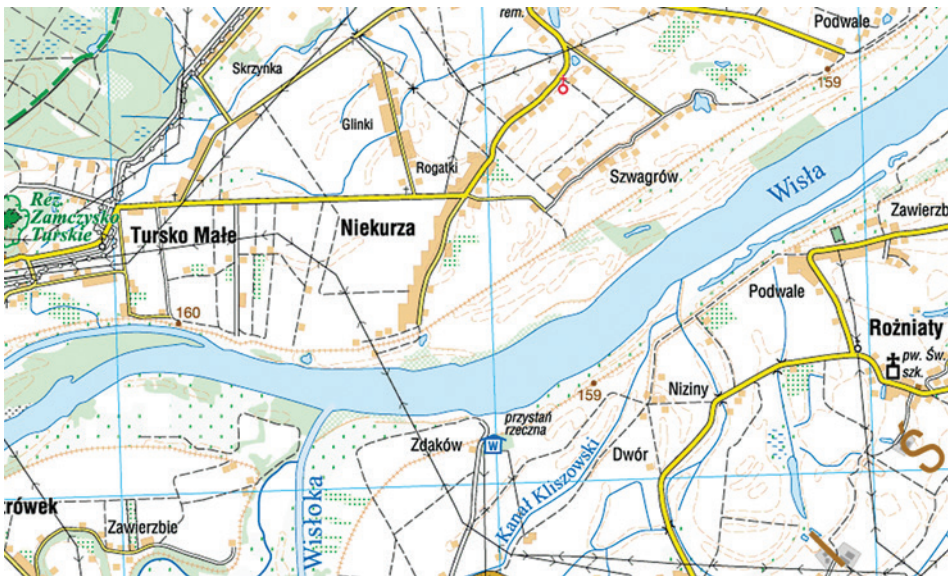 rem.
Podwale
Skrzynka
159
Glinki
Rogatki
Szwagrów
Wisła
Rez.
Zamczysko
Turskie
Tursko Małe
Niekurza
Zawierzb
Podwale
160
Rożniaty
pw. Św.
szk.
159
Niziny
przystań
rzeczna
W
Zdaków
Dwór
Kanał Kliszowski
Wisłoka
rówek
Zawierzbie
Ś